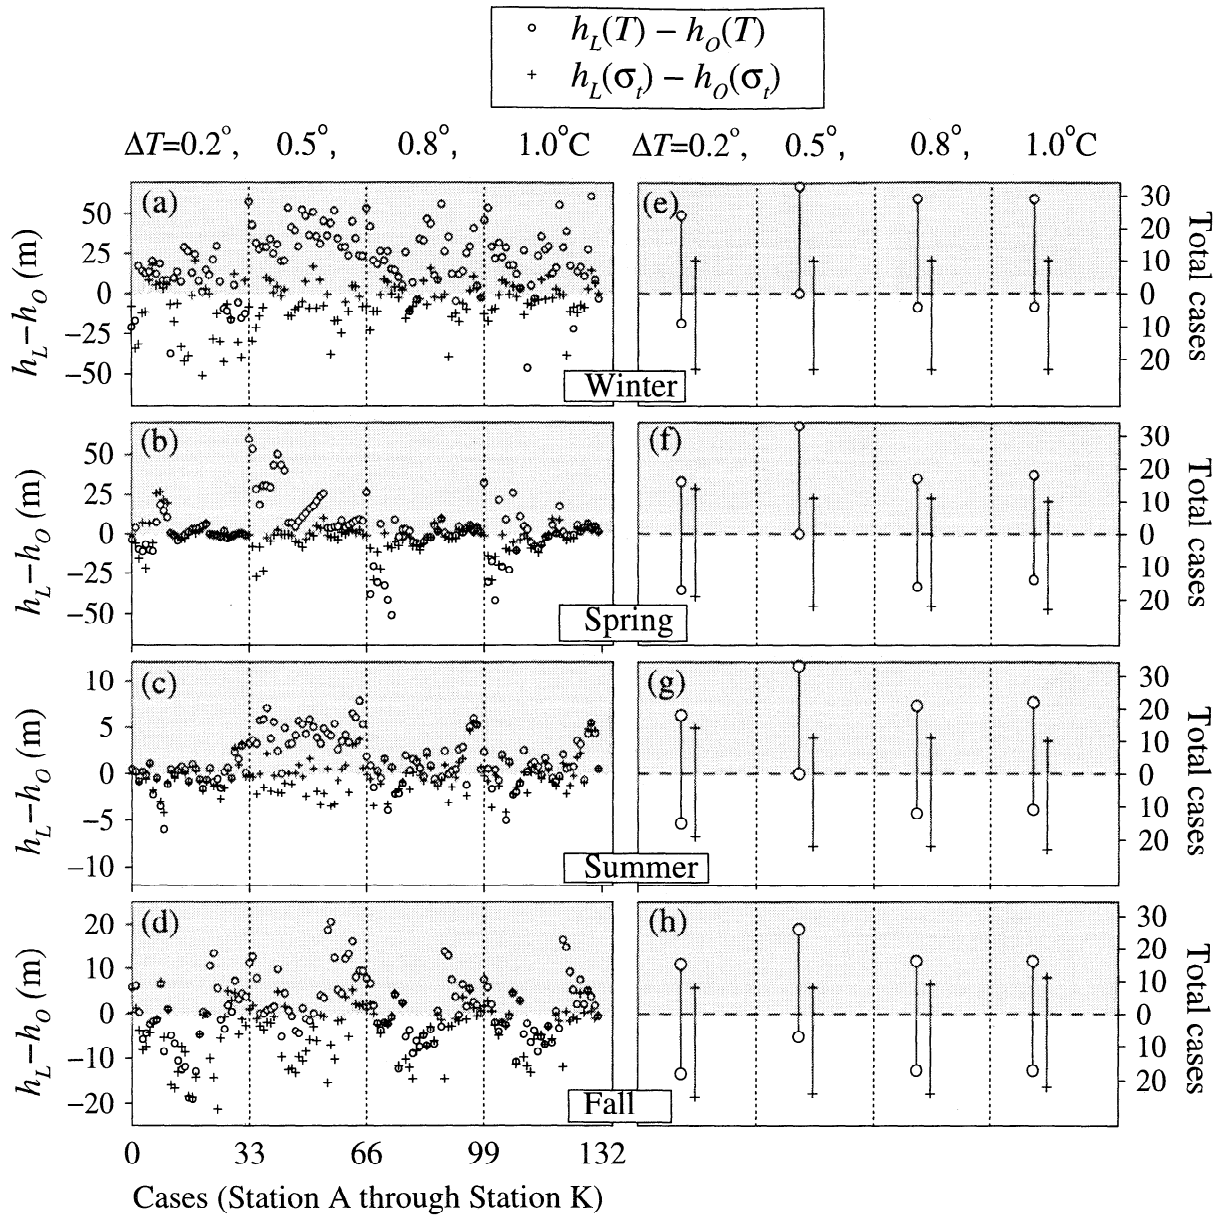 h_L(T) – h_O(T)
h_L(σ_t) – h_O(σ_t)
ΔT=0.2°, 0.5°, 0.8°, 1.0°C ΔT=0.2°, 0.5°, 0.8°, 1.0°C
(a)
50
25
0
−25
−50
h_L−h_O (m)
Winter
(e)
30
20
10
0
10
20
Total cases
(b)
50
25
0
−25
−50
h_L−h_O (m)
Spring
(f)
30
20
10
0
10
20
Total cases
(c)
10
5
0
−5
−10
h_L−h_O (m)
Summer
(g)
30
20
10
0
10
20
Total cases
(d)
20
10
0
−10
−20
h_L−h_O (m)
Fall
(h)
30
20
10
0
10
20
Total cases
0 33 66 99 132
Cases (Station A through Station K)